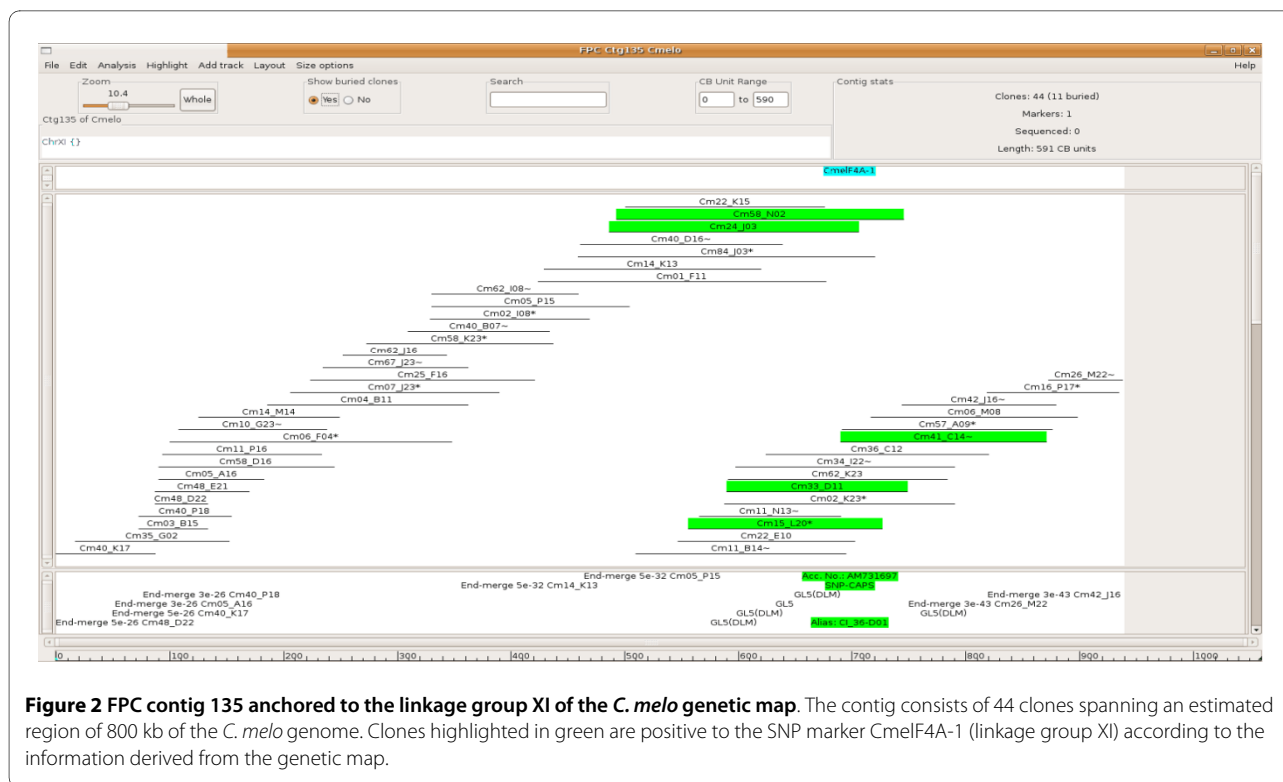 FPC Ctg135 Cmelo
File Edit Analysis Highlight Add track Layout Size options Help
Zoom Show buried clones Search CB Unit Range Contig stats
10.4 Whole Yes No 0 to 590 Clones: 44 (11 buried)
Markers: 1
Ctg135 of Cmelo Sequenced: 0
ChrXI {} Length: 591 CB units
CmelF4A-1
Cm22_K15
Cm58_N02
Cm24_J03
Cm40_D16~
Cm84_J03*
Cm14_K13
Cm01_F11
Cm62_I08~
Cm05_P15
Cm02_I08*
Cm40_B07~
Cm58_K23*
Cm62_J16
Cm67_J23~
Cm25_F16 Cm26_M22~
Cm07_J23* Cm16_P17*
Cm04_B11 Cm42_J16~
Cm14_M14 Cm06_M08
Cm10_G23~ Cm57_A09*
Cm06_F04* Cm41_C14~
Cm11_P16 Cm36_C12
Cm58_D16 Cm34_I22~
Cm05_A16 Cm62_K23
Cm48_E21 Cm33_D11
Cm48_D22 Cm02_K23*
Cm40_P18 Cm11_N13~
Cm03_B15 Cm15_L20*
Cm35_G02 Cm22_E10
Cm40_K17 Cm11_B14~
End-merge 5e-32 Cm05_P15 Acc. No.: AM731697
End-merge 5e-32 Cm14_K13 SNP-CAPS
End-merge 3e-26 Cm40_P18 GL5(DLM) End-merge 3e-43 Cm42_J16
End-merge 3e-26 Cm05_A16 GL5 End-merge 3e-43 Cm26_M22
End-merge 5e-26 Cm40_K17 GL5(DLM) GL5(DLM)
End-merge 5e-26 Cm48_D22 GL5(DLM) Alias: CI_36-D01
0 100 200 300 400 500 600 700 800 900 1000
Figure 2 FPC contig 135 anchored to the linkage group XI of the C. melo genetic map. The contig consists of 44 clones spanning an estimated
region of 800 kb of the C. melo genome. Clones highlighted in green are positive to the SNP marker CmelF4A-1 (linkage group XI) according to the
information derived from the genetic map.